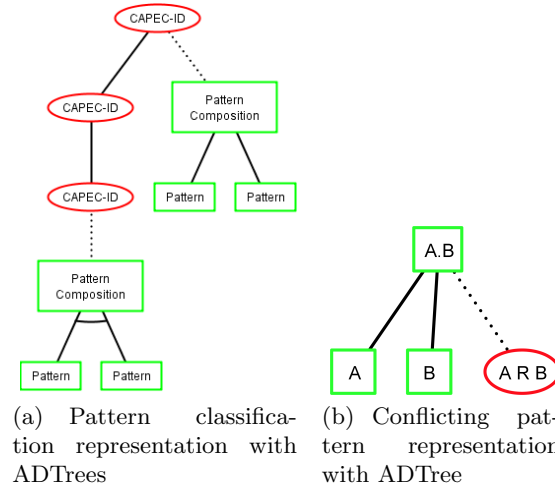 CAPEC-ID
CAPEC-ID
Pattern
Composition
CAPEC-ID
Pattern
Pattern
Pattern
Composition
Pattern
Pattern
(a) Pattern classifica-
tion representation with
ADTrees
A.B
A
B
A R B
(b) Conflicting pat-
tern representation
with ADTree